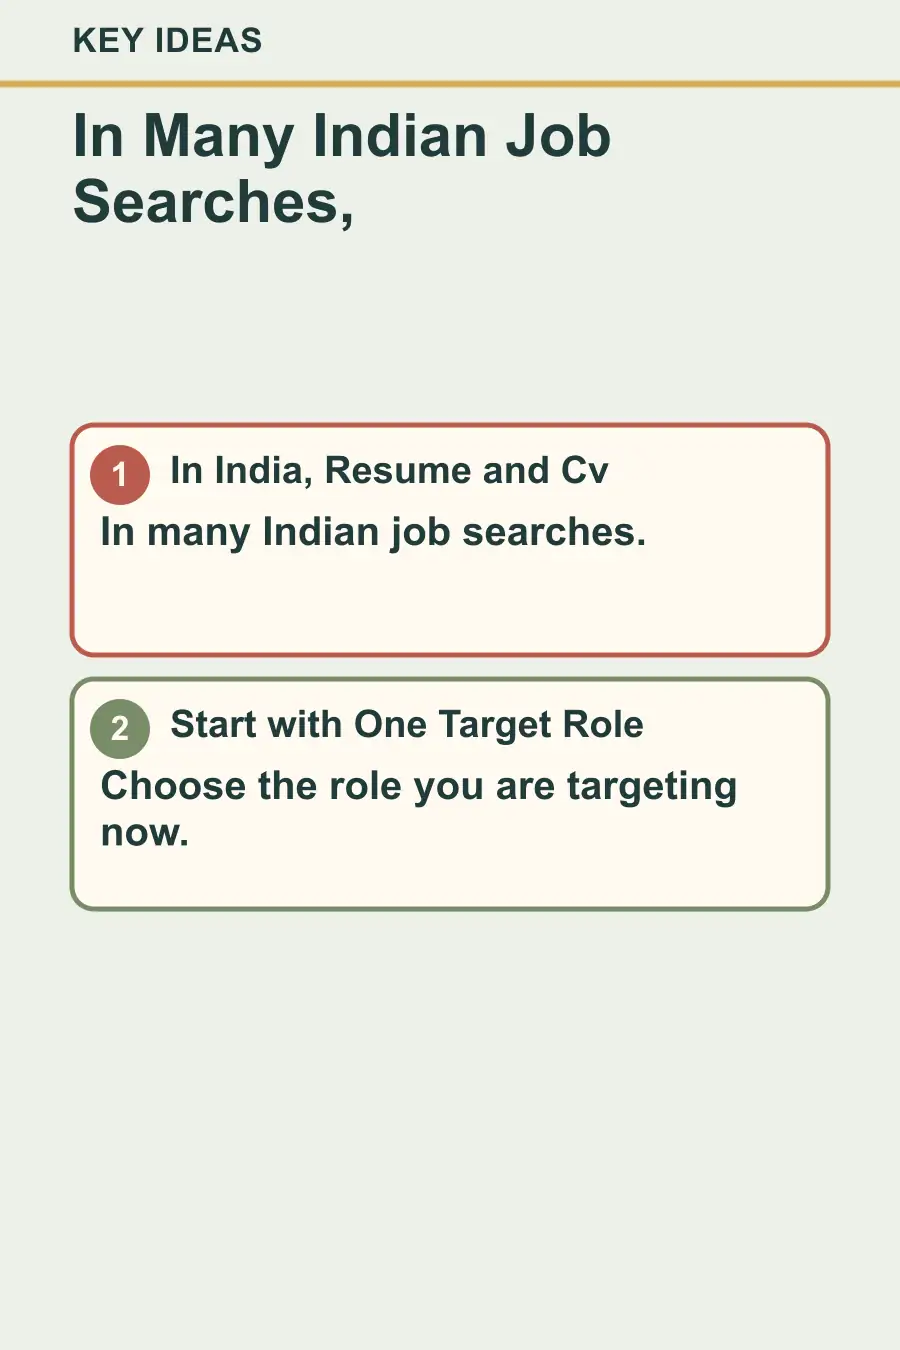 KEY IDEAS
In Many Indian Job
Searches,
1 In India, Resume and Cv
In many Indian job searches.
2 Start with One Target Role
Choose the role you are targeting
now.